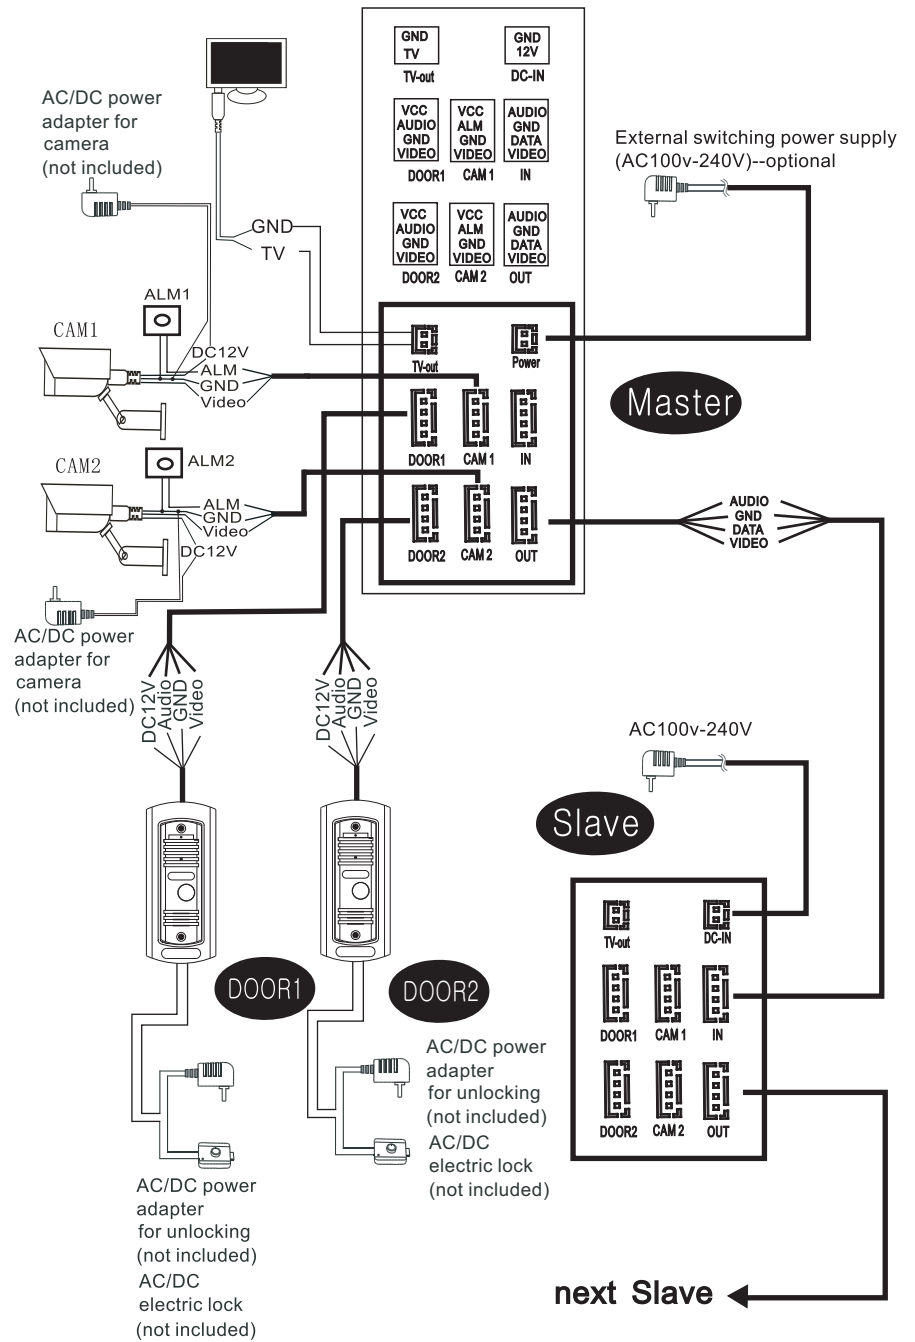 GND
TV
TV-out
GND
12V
DC-IN
VCC
AUDIO
GND
VIDEO
DOOR1
VCC
ALM
GND
VIDEO
CAM 1
AUDIO
GND
DATA
VIDEO
IN
VCC
AUDIO
GND
VIDEO
DOOR2
VCC
ALM
GND
VIDEO
CAM 2
AUDIO
GND
DATA
VIDEO
OUT
AC/DC power
adapter for
camera
(not included)
External switching power supply
(AC100v-240V)--optional
GND
TV
ALM1
CAM1
DC12V
ALM
GND
Video
TV-out
Power
Master
DOOR1
CAM 1
IN
ALM2
CAM2
ALM
GND
Video
DC12V
DOOR2
CAM 2
OUT
AUDIO
GND
DATA
VIDEO
AC/DC power
adapter for
camera
(not included)
DC12V
Audio
GND
Video
DC12V
Audio
GND
Video
AC100v-240V
Slave
TV-out
DC-IN
DOOR1
DOOR2
DOOR1
CAM 1
IN
DOOR2
CAM 2
OUT
AC/DC power
adapter
for unlocking
(not included)
AC/DC
electric lock
(not included)
AC/DC power
adapter
for unlocking
(not included)
AC/DC
electric lock
(not included)
next Slave